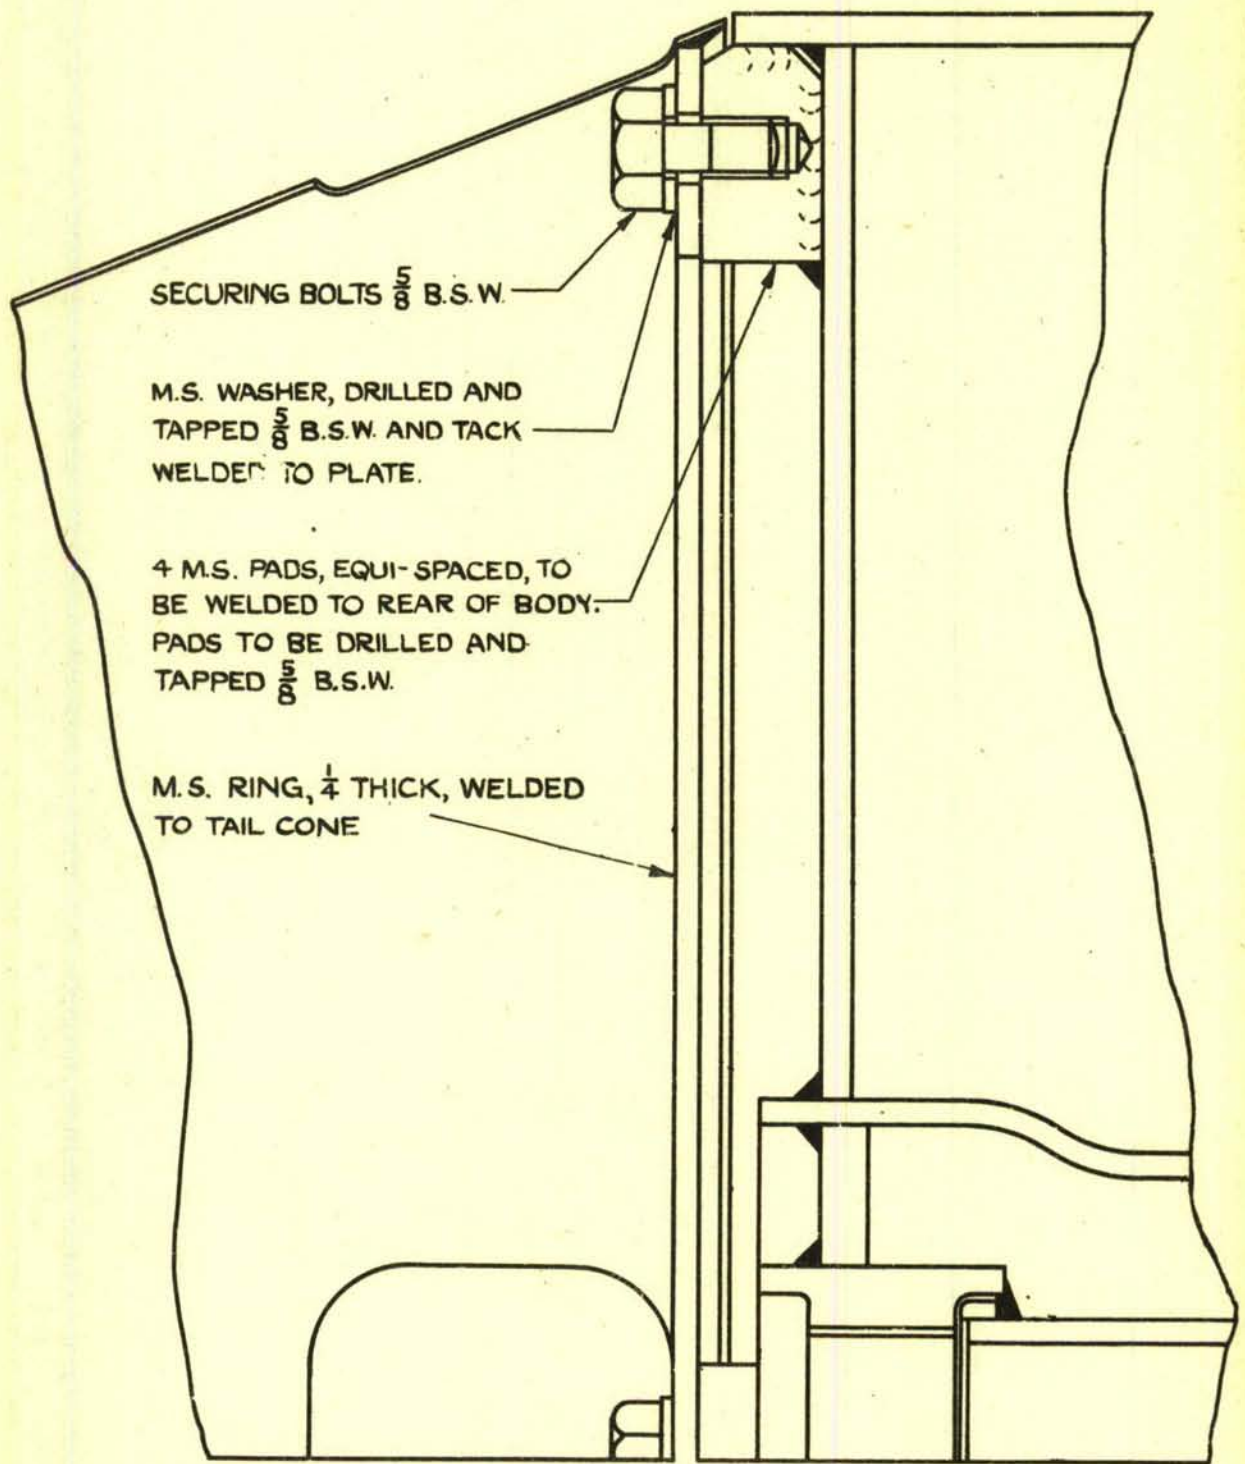 SECURING BOLTS 5/8 B.S.W.
M.S. WASHER, DRILLED AND
TAPPED 5/8 B.S.W. AND TACK
WELDED TO PLATE.
4 M.S. PADS, EQUI-SPACED, TO
BE WELDED TO REAR OF BODY.
PADS TO BE DRILLED AND
TAPPED 5/8 B.S.W.
M.S. RING, 1/4 THICK, WELDED
TO TAIL CONE